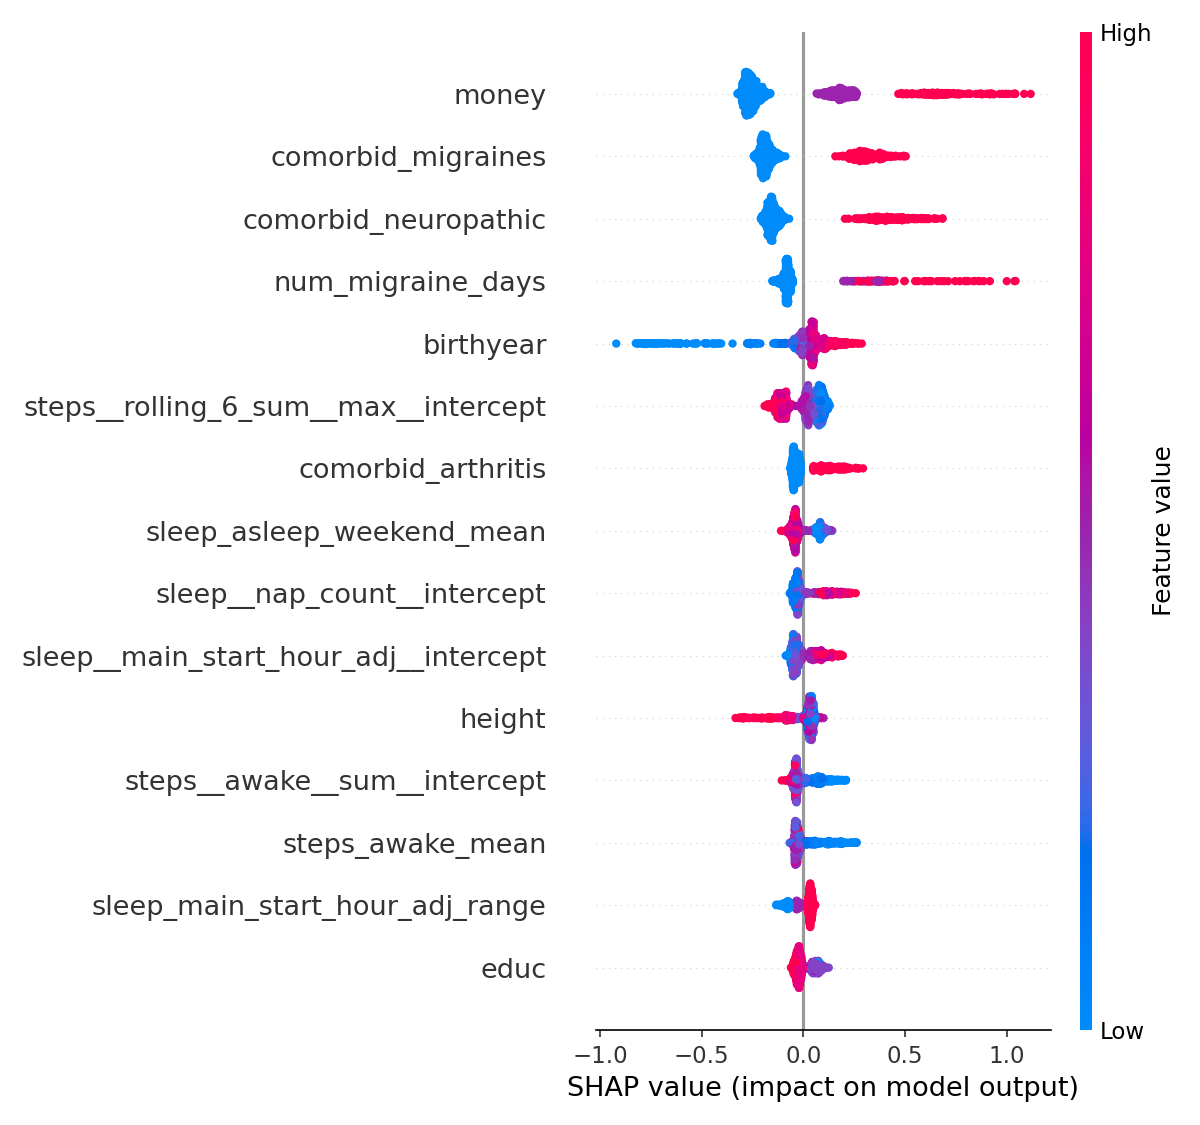 High
money
comorbid_migraines
comorbid_neuropathic
num_migraine_days
birthyear
steps__rolling_6_sum__max__intercept
comorbid_arthritis
sleep_asleep_weekend_mean
sleep__nap_count__intercept
sleep__main_start_hour_adj__intercept
height
steps__awake__sum__intercept
steps_awake_mean
sleep_main_start_hour_adj_range
educ
Feature value
Low
−1.0 −0.5 0.0 0.5 1.0
SHAP value (impact on model output)